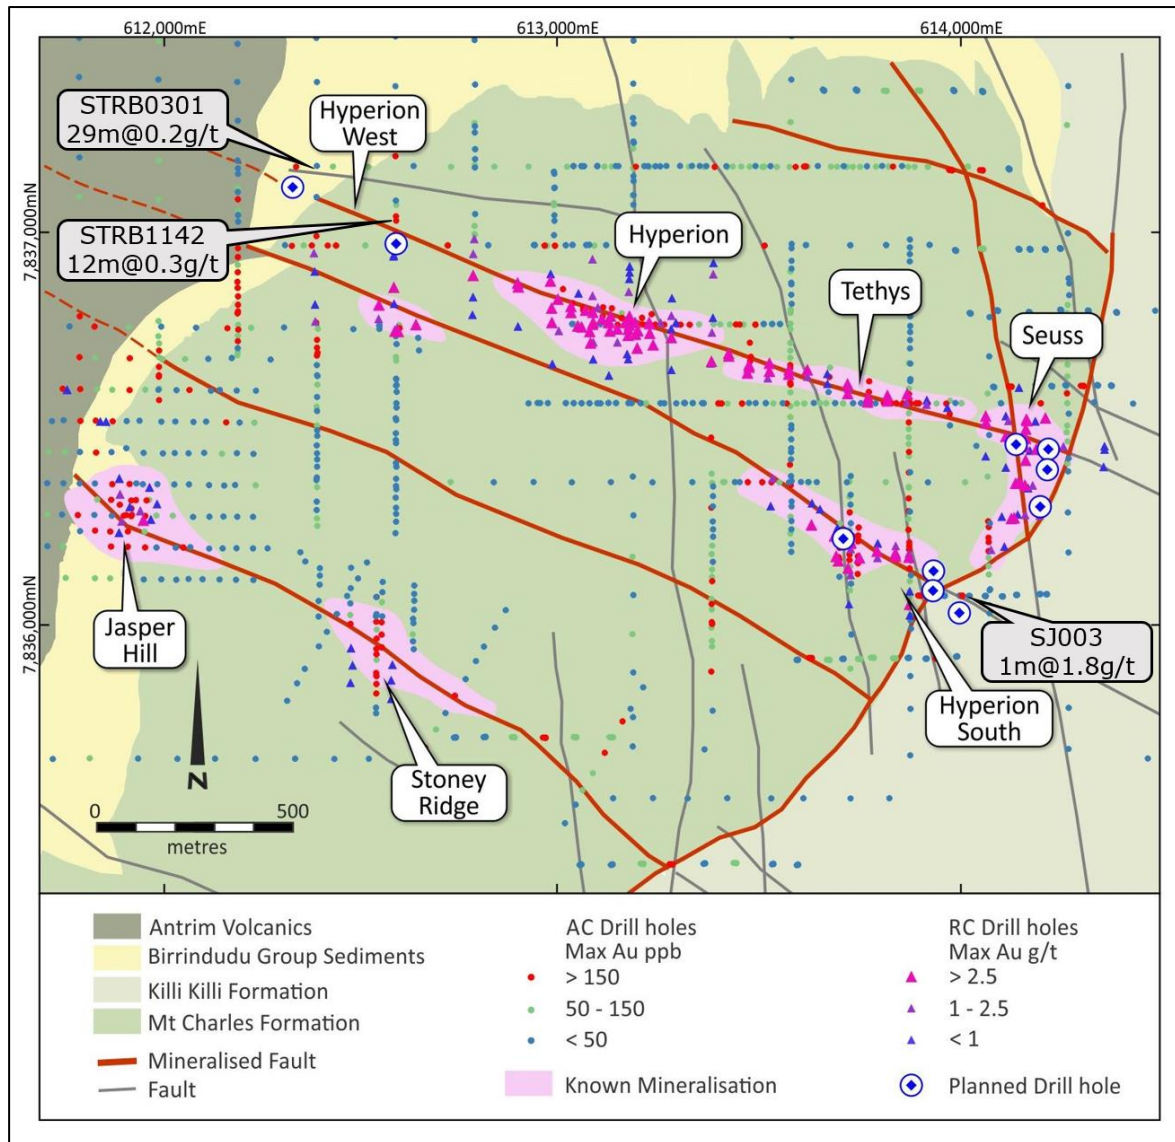 612,000mE
613,000mE
614,000mE
STRB0301
29m@0.2g/t
Hyperion
West
7,837,000mN
STRB1142
12m@0.3g/t
Hyperion
Tethys
Seuss
Jasper
Hill
7,836,000mN
SJ003
1m@1.8g/t
Hyperion
South
Stoney
Ridge
N
0
500
metres
Antrim Volcanics
Birrindudu Group Sediments
Killi Killi Formation
Mt Charles Formation
Mineralised Fault
Fault
AC Drill holes
Max Au ppb
> 150
50 - 150
< 50
Known Mineralisation
RC Drill holes
Max Au g/t
> 2.5
1 - 2.5
< 1
Planned Drill hole